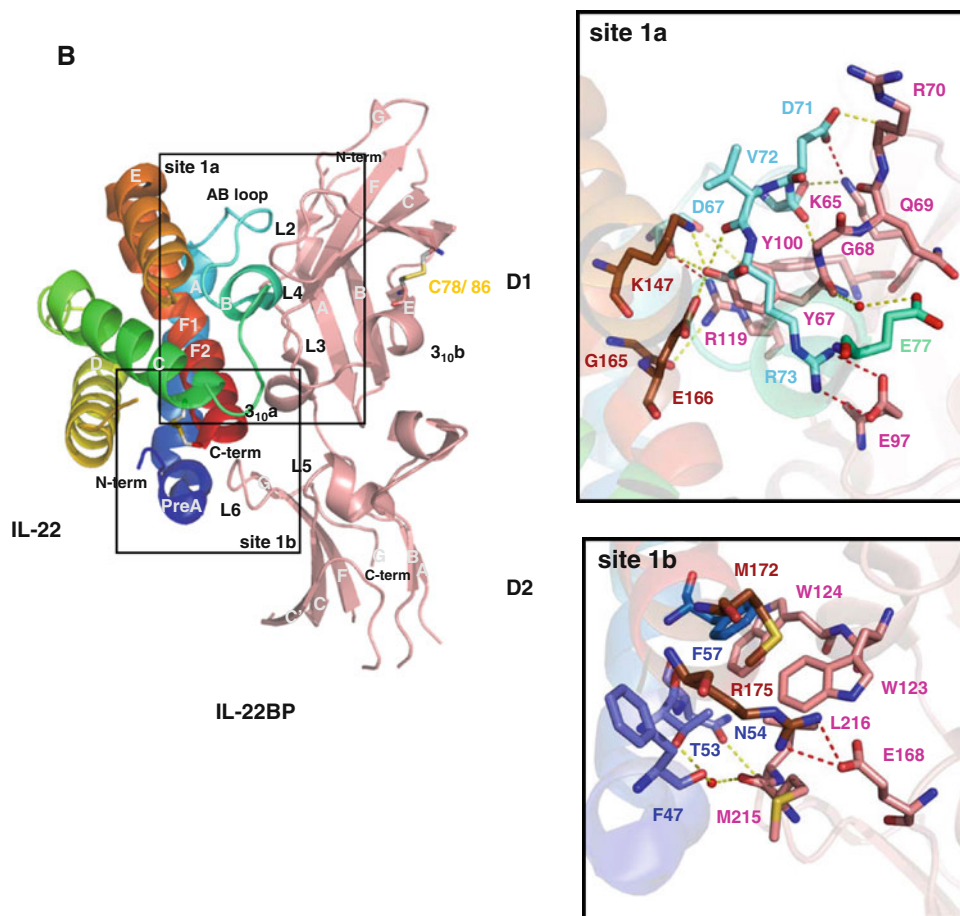 B
site 1a
AB loop
L2
N-term
G
F
C
E
A
B
L4
A
B
E
C78/ 86
D1
F1
F2
L3
3₁₀b
D
C
3₁₀a
C-term
N-term
PreA
L6
G
L5
site 1b
IL-22
G
C-term
B
A
F
C
C'
D2
IL-22BP
site 1a
R70
D71
V72
K65
D67
Q69
Y100
G68
K147
Y67
R119
G165
E77
R73
E166
E97
site 1b
M172
W124
F57
W123
R175
L216
N54
T53
E168
F47
M215